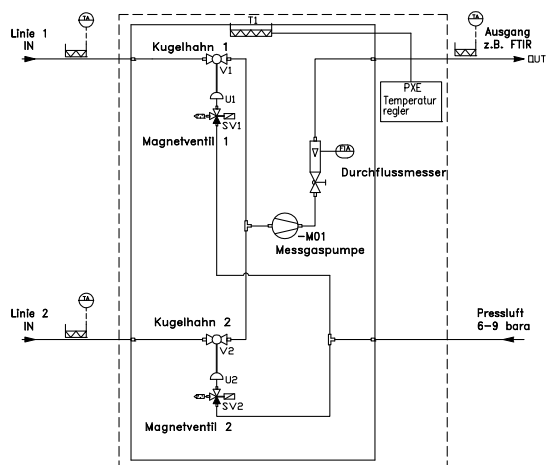 TA
T1
TA
Linie 1
IN
Kugelhahn 1
V1
Ausgang
z.B. FTIR
OUT
PXE
Temperatur
regler
U1
SV1
Magnetventil 1
FIA
Durchflussmesser
-M01
Messgaspumpe
TA
Linie 2
IN
Kugelhahn 2
V2
Pressluft
6-9 bara
U2
SV2
Magnetventil 2